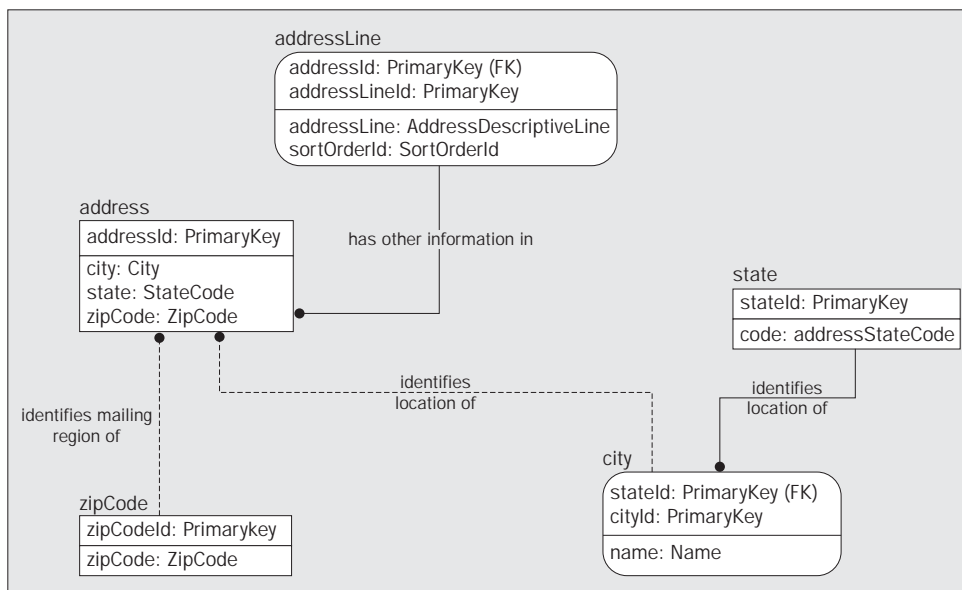 addressLine
addressId: PrimaryKey (FK)
addressLineId: PrimaryKey
addressLine: AddressDescriptiveLine
sortOrderId: SortOrderId
address
addressId: PrimaryKey
city: City
state: StateCode
zipCode: ZipCode
has other information in
state
stateId: PrimaryKey
code: addressStateCode
identifies
location of
identifies
location of
identifies mailing
region of
city
stateId: PrimaryKey (FK)
cityId: PrimaryKey
name: Name
zipCode
zipCodeId: Primarykey
zipCode: ZipCode